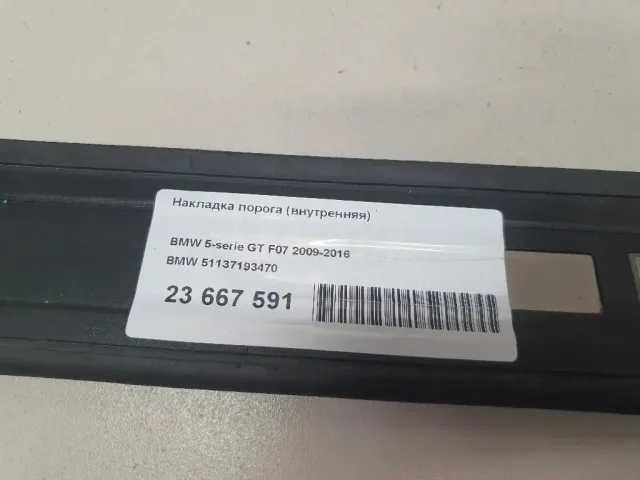 Накладка порога (внутренняя)
BMW 5-serie GT F07 2009-2016
BMW 51137193470
23 667 591